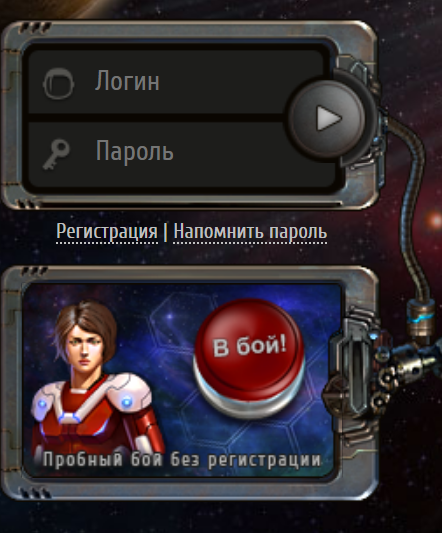 Логин
Пароль
Регистрация | Напомнить пароль
В бой!
Пробный бой без регистрации